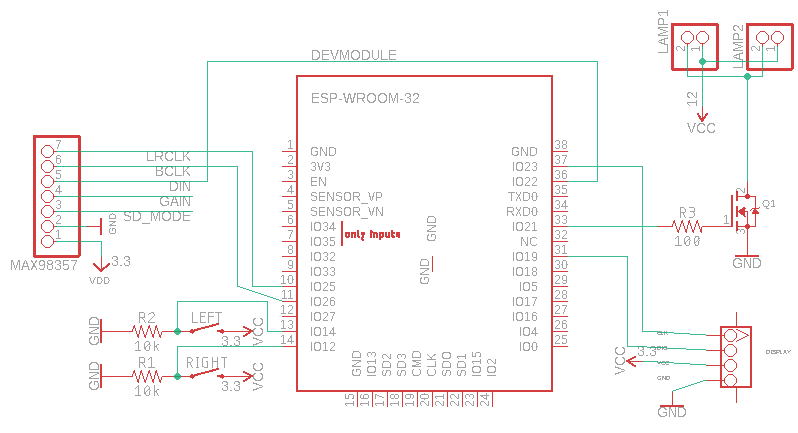 LAMP1
2
1
LAMP2
2
1
DEVMODULE
12
VCC
ESP-WROOM-32
MAX98357
7
6
5
4
3
2
1
LRCLK
BCLK
DIN
GAIN
SD_MODE
GND
3.3
VDD
1 GND
2 3V3
3 EN
4 SENSOR_VP
5 SENSOR_VN
6 IO34
7 IO35
only inputs
8 IO32
9 IO33
10 IO25
11 IO26
12 IO27
13 IO14
14 IO12
GND
GND
GND 38
IO23 37
IO22 36
TXD0 35
RXD0 34
IO21 33
NC 32
IO19 31
IO18 30
IO5 29
IO17 28
IO16 27
IO4 26
IO0 25
GND
IO13
SD2
SD3
CMD
CLK
SD0
SD1
IO15
IO2
15
16
17
18
19
20
21
22
23
24
R3
100
1
2
3
Q1
GND
GND
R2
10k
LEFT
3.3
VCC
GND
R1
10k
RIGHT
3.3
VCC
VCC
3.3
CLK
VCC
GND
GND
DISPLAY